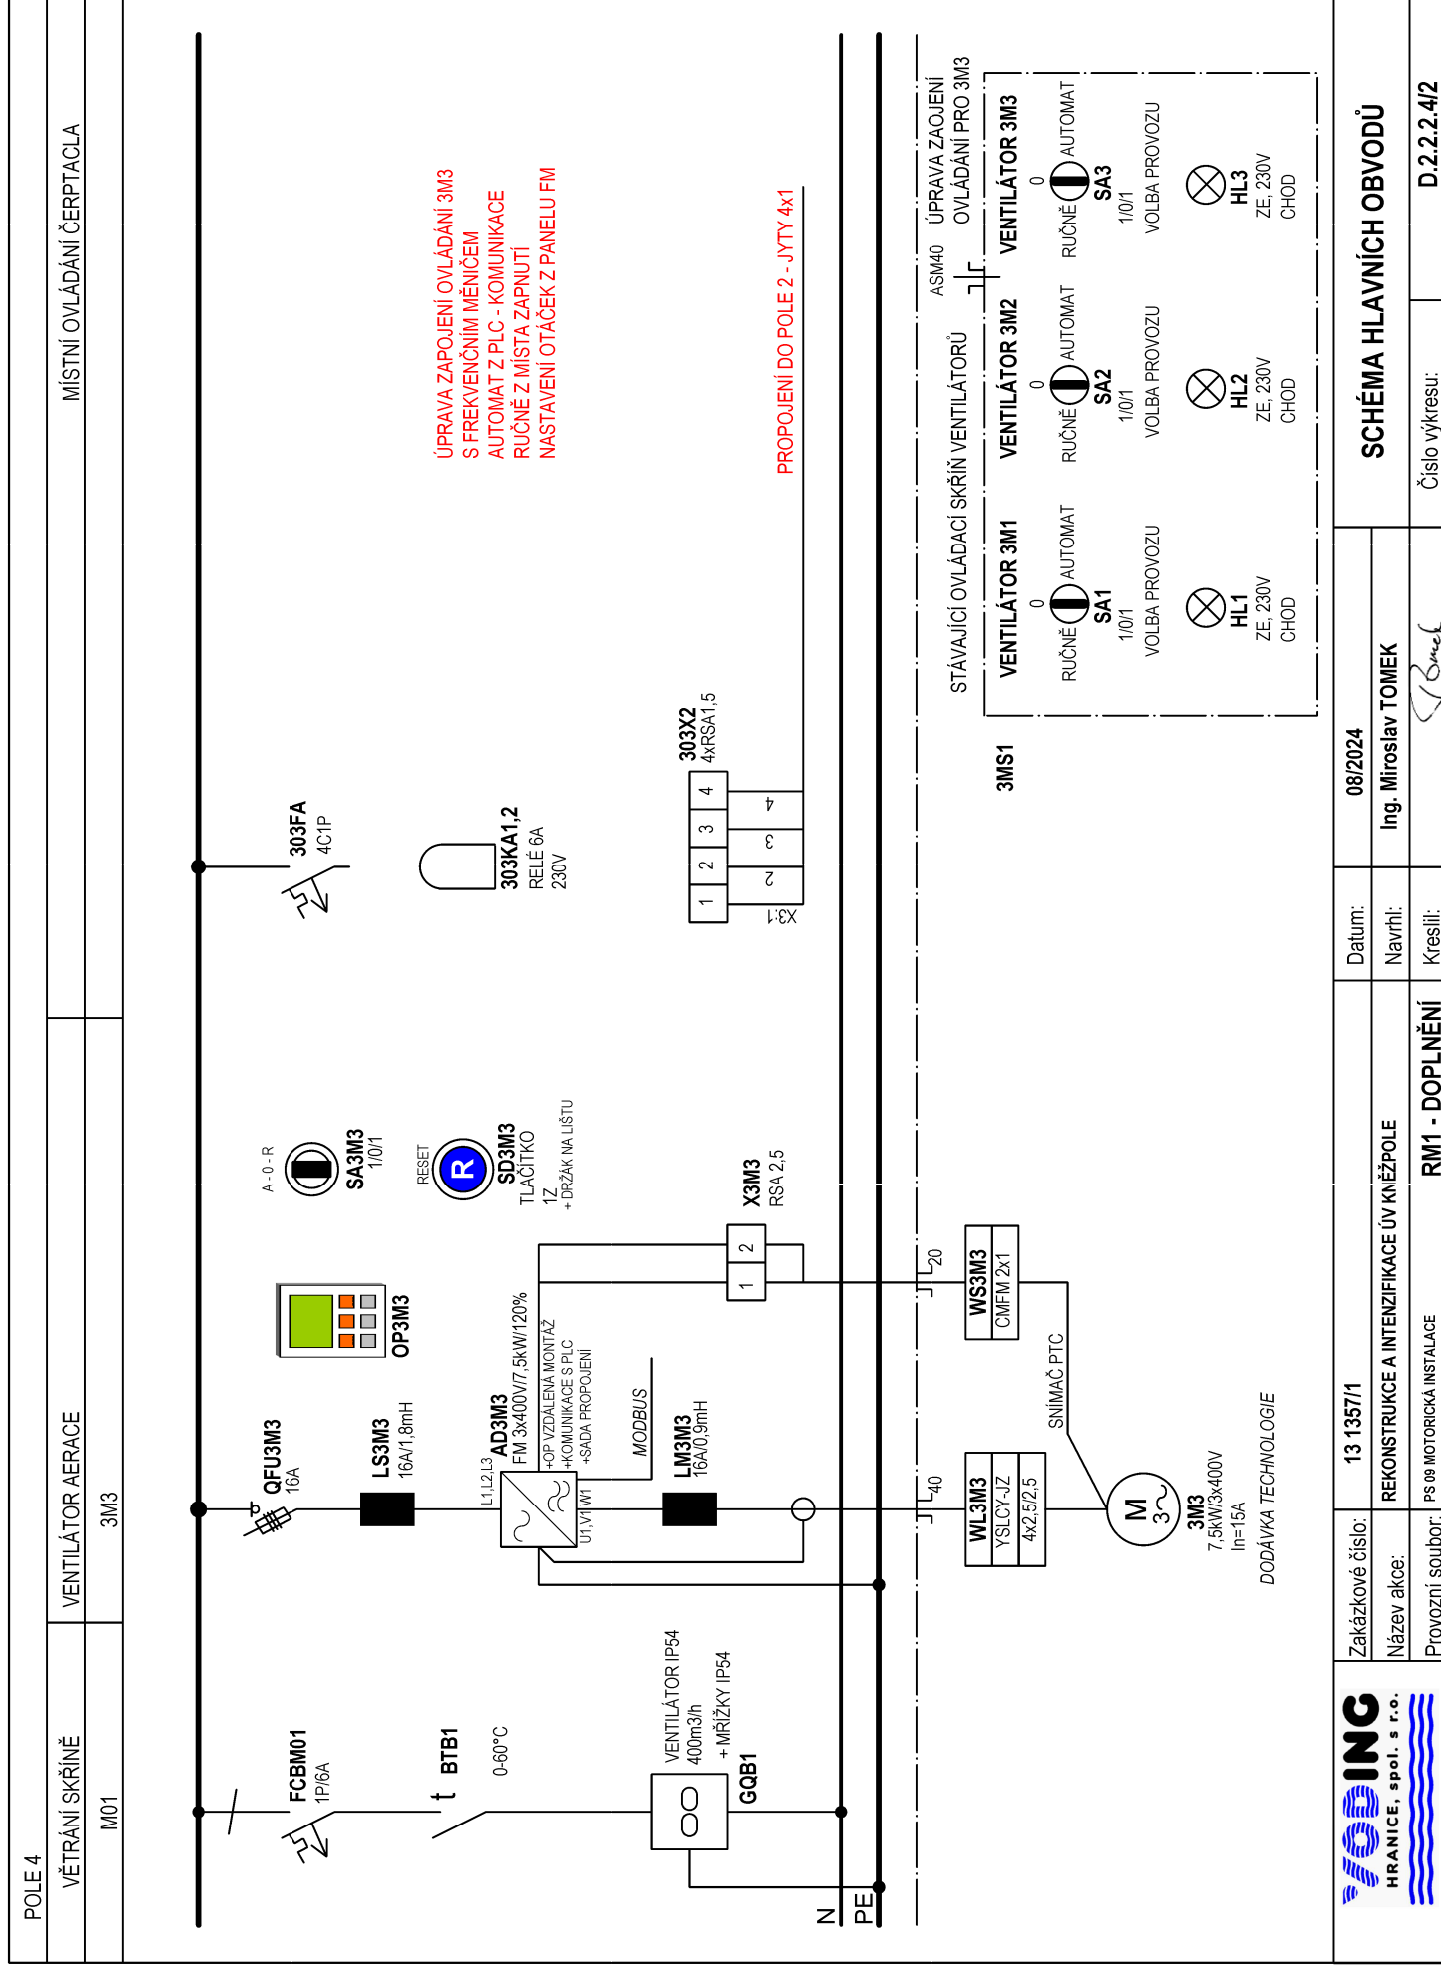 POLE 4
VĚTRÁNÍ SKŘÍNĚ
VENTILÁTOR AERACE
MÍSTNÍ OVLÁDÁNÍ ČERPTACLA
M01
3M3
FCBM01
1P/6A
t
BTB1
0-60°C
VENTILÁTOR IP54
400m3/h
+ MŘÍŽKY IP54
GQB1
QFU3M3
16A
LS3M3
16A/1,8mH
L1,L2,L3
AD3M3
FM 3x400V/7,5kW/120%
+OP VZDÁLENÁ MONTÁŽ
+KOMUNIKACE S PLC
+SADA PROPOJENÍ
U1,V1,W1
MODBUS
LM3M3
16A/0,9mH
OP3M3
A - 0 - R
SA3M3
1/0/1
RESET
R
SD3M3
TLAČÍTKO
1Z
+ DRŽÁK NA LIŠTU
X3M3
RSA 2,5
1
2
303FA
4C1P
303KA1,2
RELÉ 6A
230V
303X2
4xRSA1,5
1
2
3
4
X3:1
2
3
4
ÚPRAVA ZAPOJENÍ OVLÁDÁNÍ 3M3
S FREKVENČNÍM MĚNIČEM
AUTOMAT Z PLC - KOMUNIKACE
RUČNĚ Z MÍSTA ZAPNUTÍ
NASTAVENÍ OTÁČEK Z PANELU FM
PROPOJENÍ DO POLE 2 - JYTY 4x1
N
PE
40
20
WL3M3
YSLCY-JZ
4x2,5/2,5
WS3M3
CMFM 2x1
SNÍMAČ PTC
M
3
3M3
7,5kW/3x400V
In=15A
DODÁVKA TECHNOLOGIE
3MS1
STÁVAJÍCÍ OVLÁDACÍ SKŘÍŇ VENTILÁTORŮ
ASM40
ÚPRAVA ZAOJENÍ
OVLÁDÁNÍ PRO 3M3
VENTILÁTOR 3M1
0
RUČNĚ
AUTOMAT
SA1
1/0/1
VOLBA PROVOZU
HL1
ZE, 230V
CHOD
VENTILÁTOR 3M2
0
RUČNĚ
AUTOMAT
SA2
1/0/1
VOLBA PROVOZU
HL2
ZE, 230V
CHOD
VENTILÁTOR 3M3
0
RUČNĚ
AUTOMAT
SA3
1/0/1
VOLBA PROVOZU
HL3
ZE, 230V
CHOD
VODING
HRANICE, spol. s r.o.
Zakázkové číslo:
13 1357/1
Název akce:
REKONSTRUKCE A INTENZIFIKACE ÚV KNĚŽPOLE
Provozní soubor:
PS 09 MOTORICKÁ INSTALACE
RM1 - DOPLNĚNÍ
Datum:
08/2024
Navrhl:
Ing. Miroslav TOMEK
Kreslil:
SCHÉMA HLAVNÍCH OBVODŮ
Číslo výkresu:
D.2.2.2.4/2